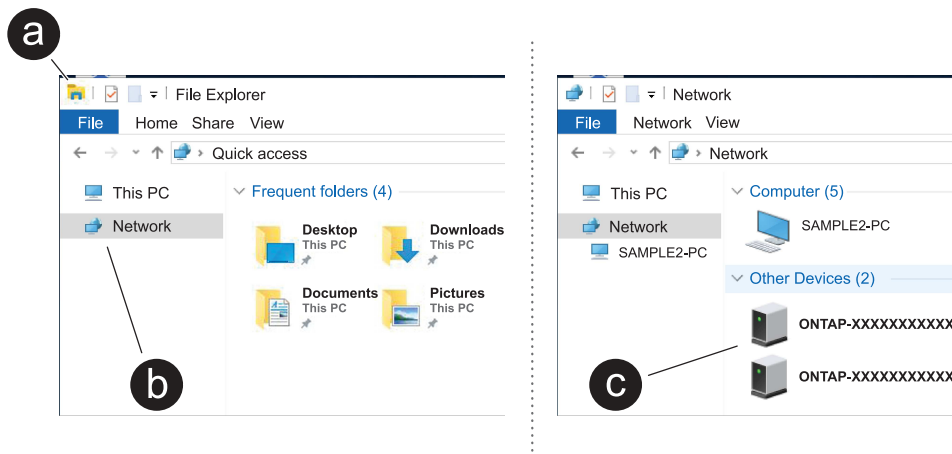 a
File Explorer
File Home Share View
Quick access
This PC
Network
Frequent folders (4)
Desktop
This PC
Downloads
This PC
Documents
This PC
Pictures
This PC
b
Network
File Network View
Network
This PC
Network
SAMPLE2-PC
Computer (5)
SAMPLE2-PC
Other Devices (2)
ONTAP-XXXXXXXXXXX
ONTAP-XXXXXXXXXXX
c